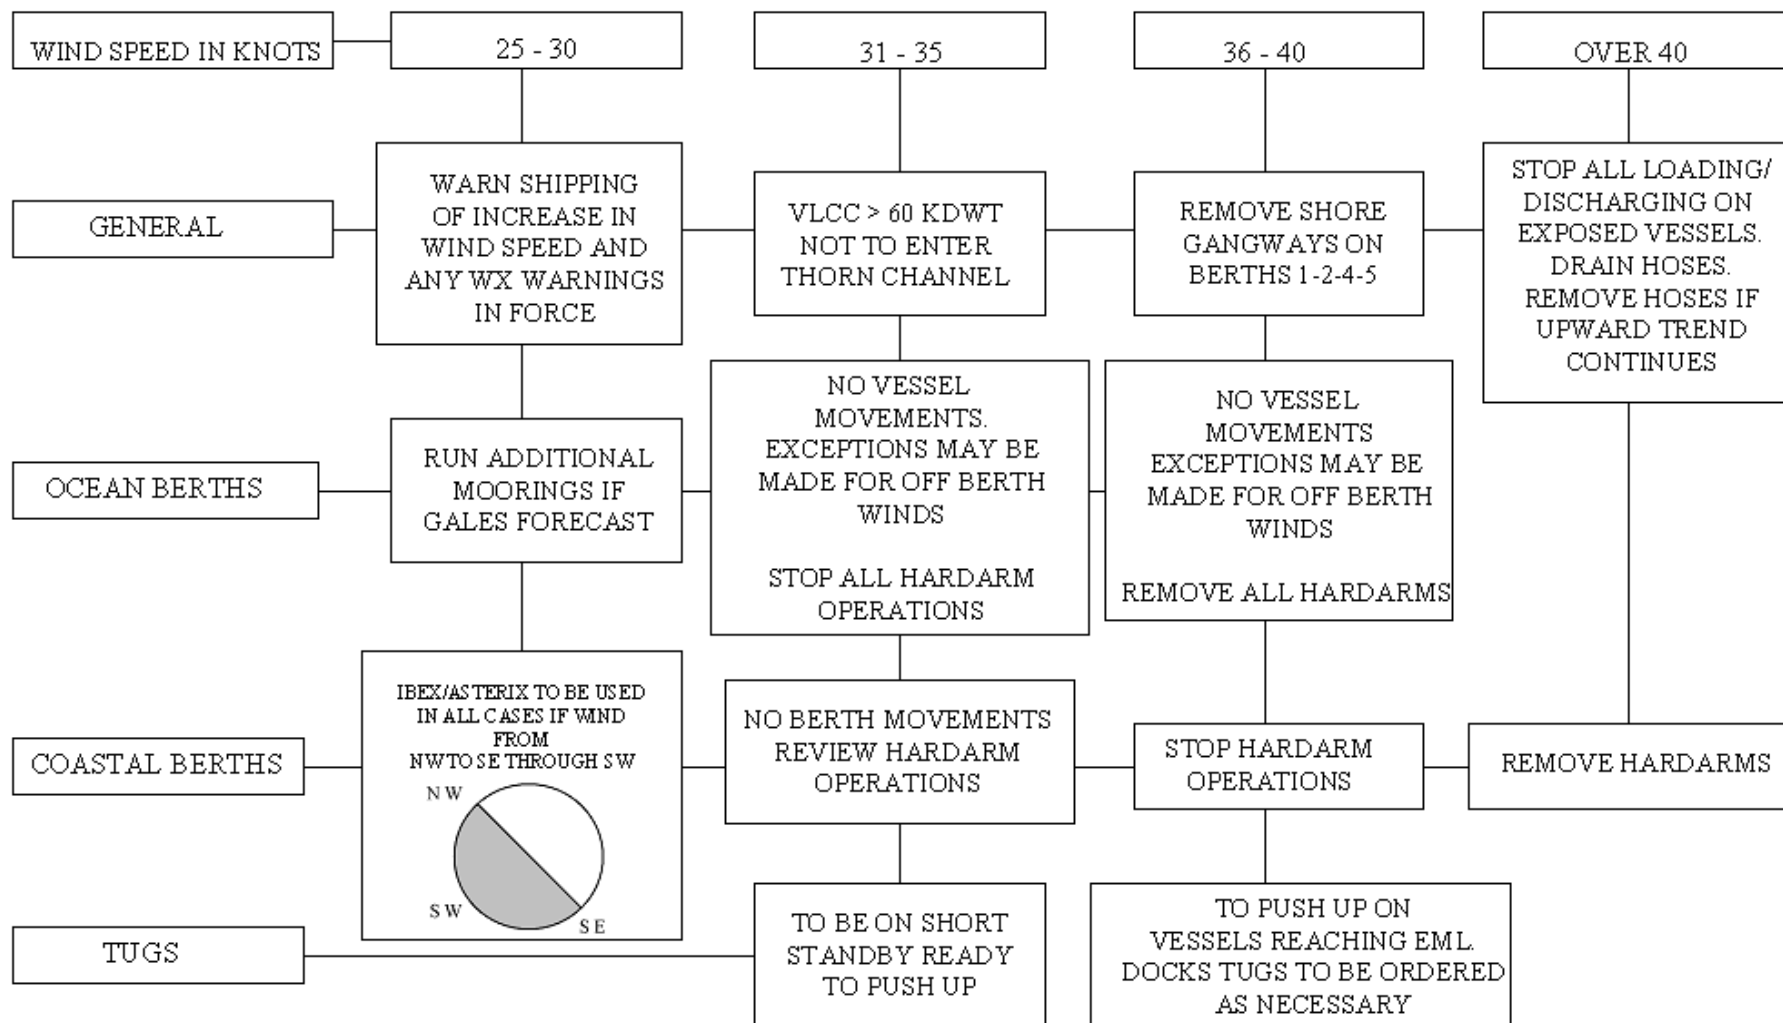 WIND SPEED IN KNOTS
25 - 30
31 - 35
36 - 40
OVER 40
GENERAL
WARN SHIPPING
OF INCREASE IN
WIND SPEED AND
ANY WX WARNINGS
IN FORCE
VLCC > 60 KDWT
NOT TO ENTER
THORN CHANNEL
REMOVE SHORE
GANGWAYS ON
BERTHS 1-2-4-5
STOP ALL LOADING/
DISCHARGING ON
EXPOSED VESSELS.
DRAIN HOSES.
REMOVE HOSES IF
UPWARD TREND
CONTINUES
OCEAN BERTHS
RUN ADDITIONAL
MOORINGS IF
GALES FORECAST
NO VESSEL
MOVEMENTS.
EXCEPTIONS MAY BE
MADE FOR OFF BERTH
WINDS
STOP ALL HARDARM
OPERATIONS
NO VESSEL
MOVEMENTS
EXCEPTIONS MAY BE
MADE FOR OFF BERTH
WINDS
REMOVE ALL HARDARMS
COASTAL BERTHS
IBEX/ASTERIX TO BE USED
IN ALL CASES IF WIND
FROM
NWTO SE THROUGH SW
NW
SW
SE
NO BERTH MOVEMENTS
REVIEW HARDARM
OPERATIONS
STOP HARDARM
OPERATIONS
REMOVE HARDARMS
TUGS
TO BE ON SHORT
STANDBY READY
TO PUSH UP
TO PUSH UP ON
VESSELS REACHING EML.
DOCKS TUGS TO BE ORDERED
AS NECESSARY